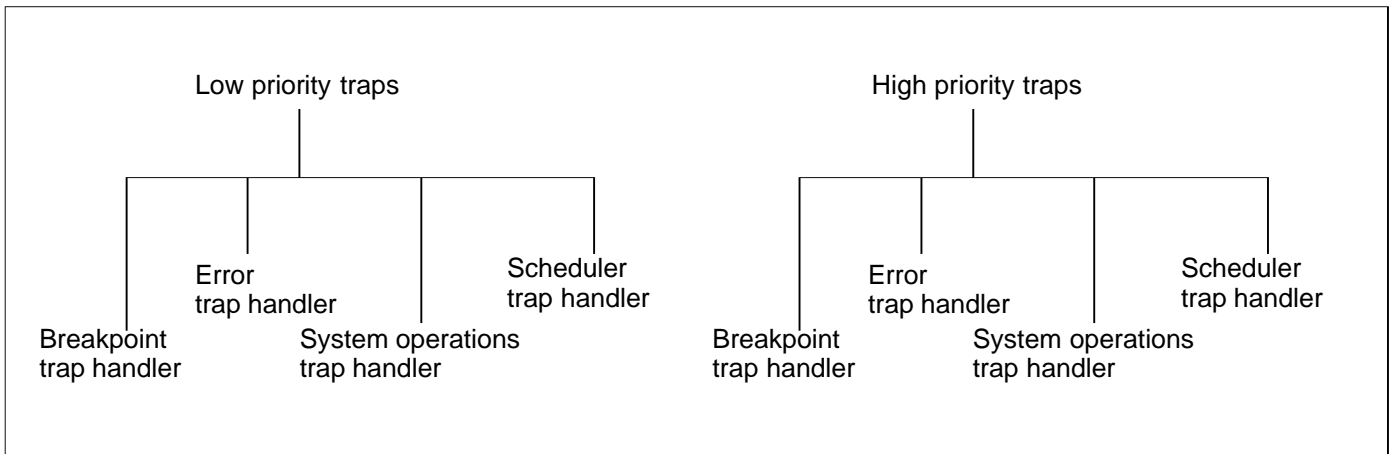 Low priority traps
Error
trap handler
Scheduler
trap handler
Breakpoint
trap handler
System operations
trap handler
High priority traps
Error
trap handler
Scheduler
trap handler
Breakpoint
trap handler
System operations
trap handler